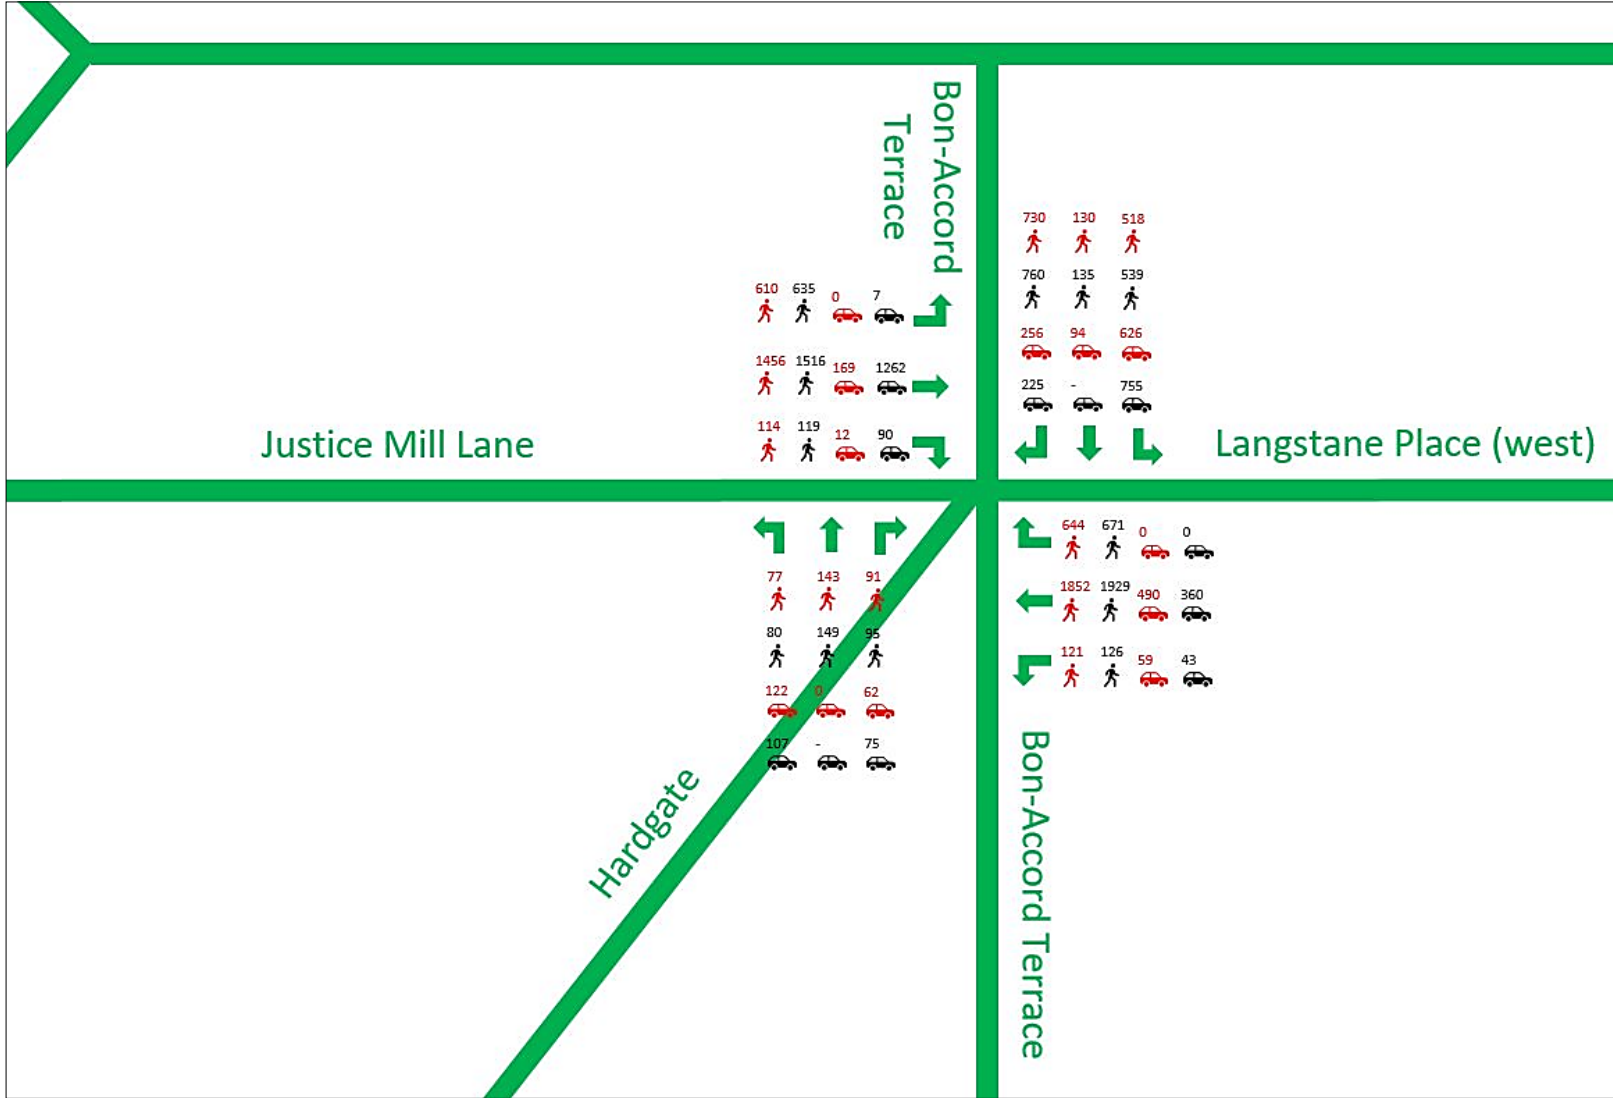 Bon-Accord
Terrace
730 130 518
760 135 539
256 94 626
225 - 755
610 635 0 7
1456 1516 169 1262
114 119 12 90
Justice Mill Lane
Langstane Place (west)
644 671 0 0
1852 1929 490 360
121 126 59 43
77 143 91
80 149 95
122 0 62
107 - 75
Hardgate
Bon-Accord Terrace